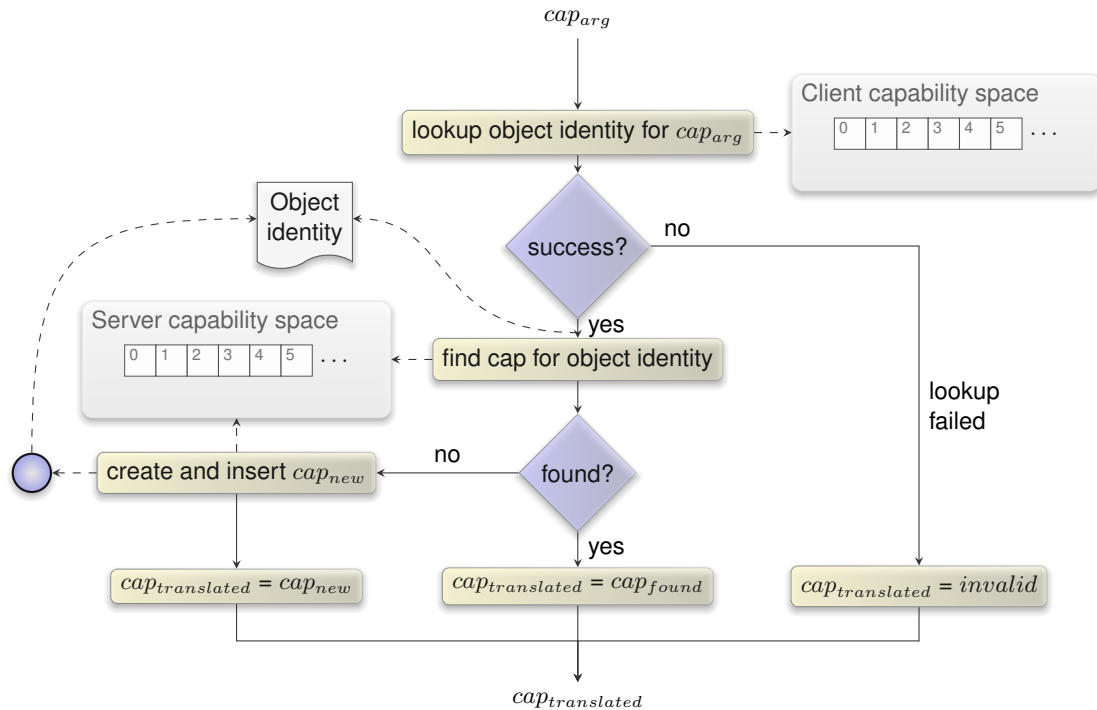 cap_arg
Client capability space
0 1 2 3 4 5 ...
lookup object identity for cap_arg
Object
identity
success?
no
yes
Server capability space
0 1 2 3 4 5 ...
find cap for object identity
lookup
failed
create and insert cap_new
no
found?
yes
cap_translated = cap_new
cap_translated = cap_found
cap_translated = invalid
cap_translated